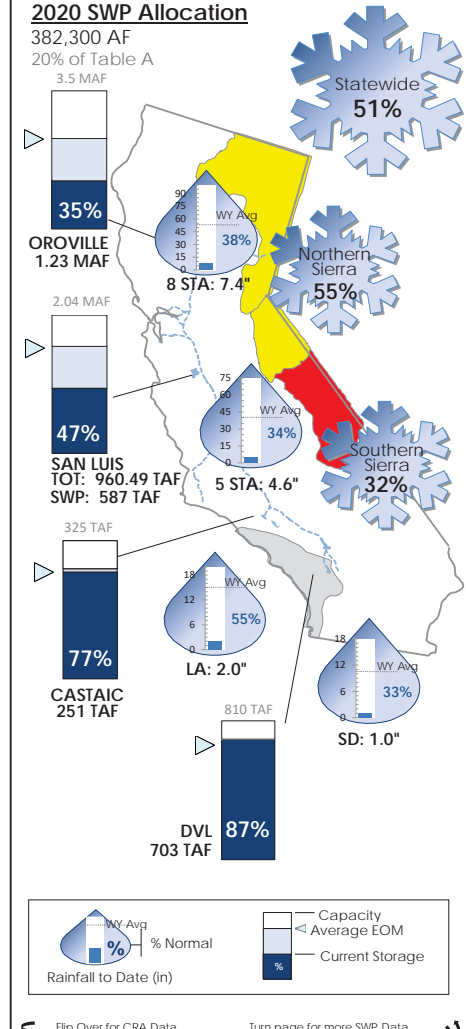 2020 SWP Allocation
382,300 AF
20% of Table A
3.5 MAF
35%
OROVILLE
1.23 MAF
Statewide
51%
90
75
60
45
30
15
0
WY Avg
38%
8 STA: 7.4"
Northern
Sierra
55%
2.04 MAF
47%
SAN LUIS
TOT: 960.49 TAF
SWP: 587 TAF
75
60
45
30
15
0
WY Avg
34%
5 STA: 4.6"
Southern
Sierra
32%
325 TAF
77%
CASTAIC
251 TAF
18
12
6
0
WY Avg
55%
LA: 2.0"
18
12
6
0
WY Avg
33%
SD: 1.0"
810 TAF
87%
DVL
703 TAF
WY Avg
%
% Normal
Rainfall to Date (in)
Capacity
Average EOM
Current Storage
%
Flip Over for CRA Data
Turn page for more SWP Data